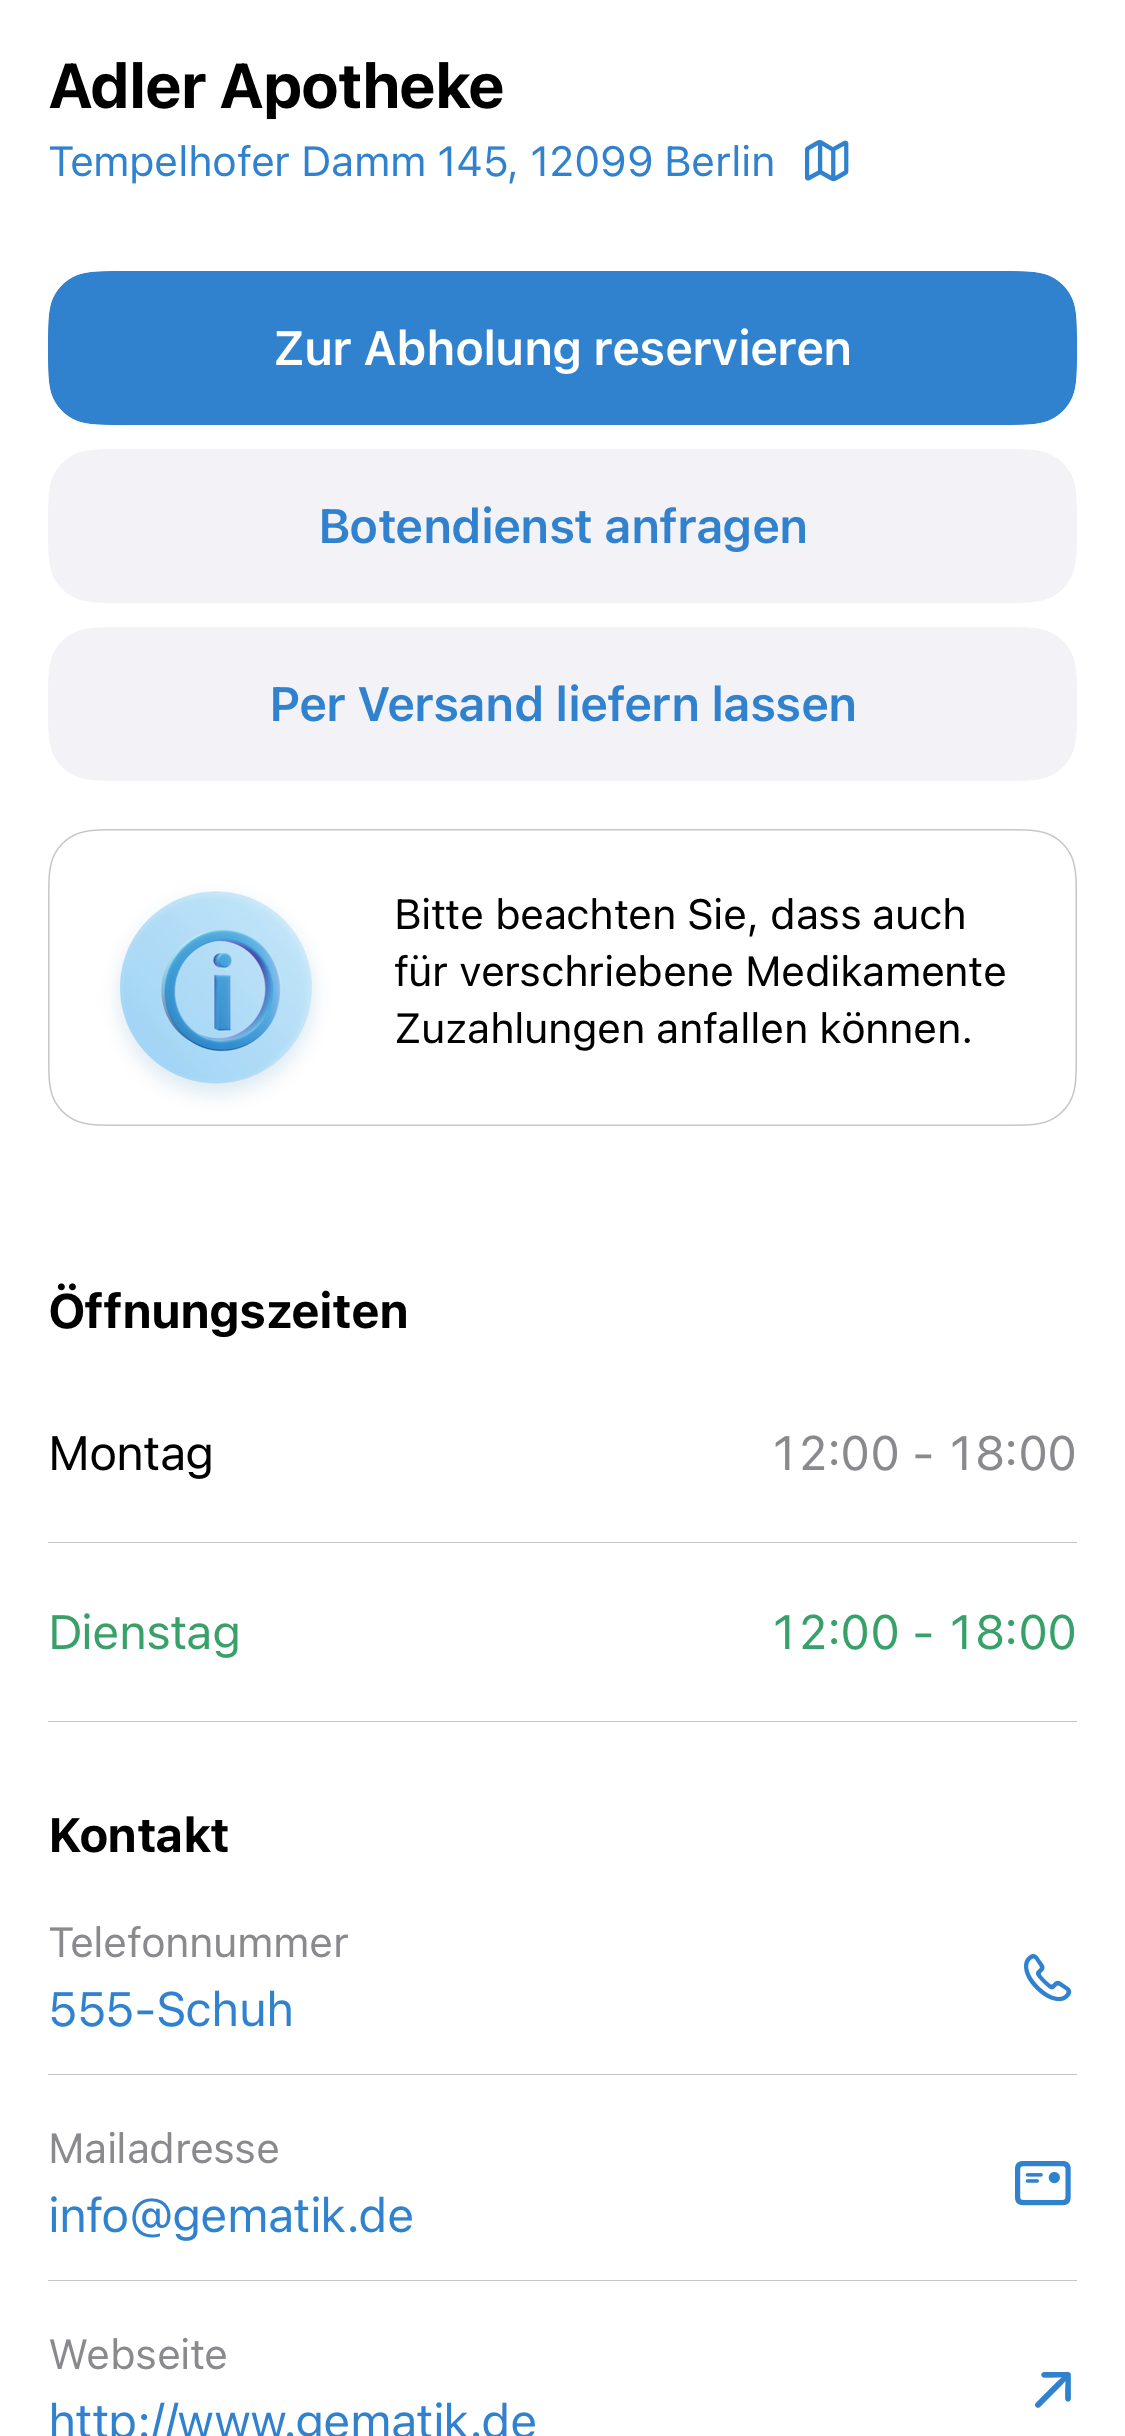 Adler Apotheke
Tempelhofer Damm 145, 12099 Berlin
Zur Abholung reservieren
Botendienst anfragen
Per Versand liefern lassen
Bitte beachten Sie, dass auch
für verschriebene Medikamente
Zuzahlungen anfallen können.
Öffnungszeiten
Montag 12:00 - 18:00
Dienstag 12:00 - 18:00
Kontakt
Telefonnummer
555-Schuh
Mailadresse
info@gematik.de
Webseite
http://www.gematik.de